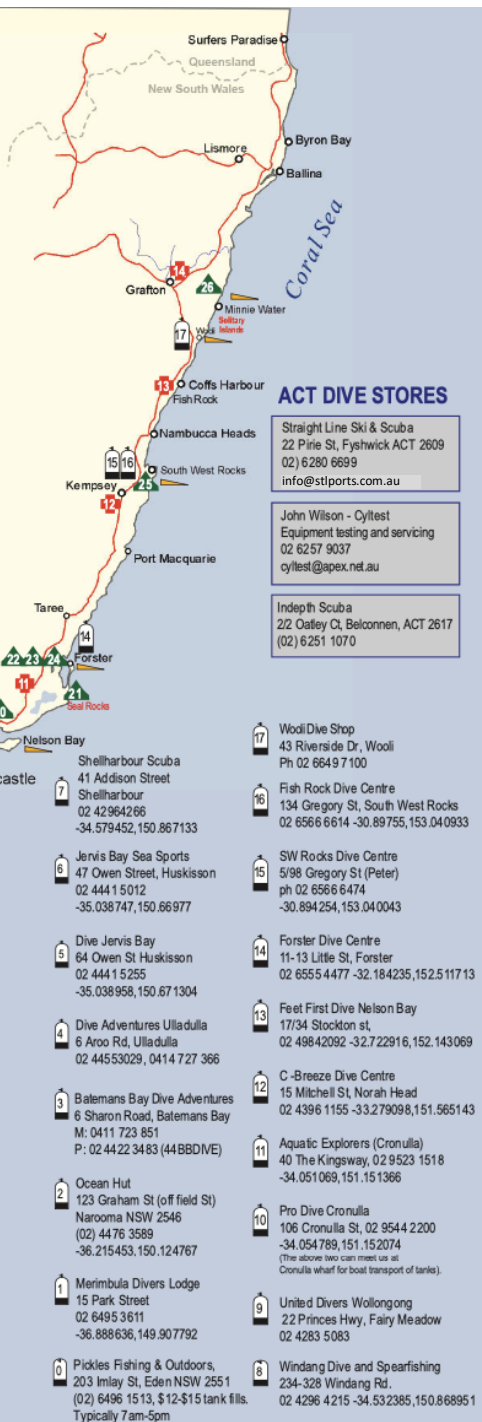 Surfers Paradise
Queensland
New South Wales
Byron Bay
Lismore
Ballina
Coral Sea
14
Grafton
26
Minnie Water
Solitary
Islands
17
Wooli
13
Coffs Harbour
Fish Rock
Nambucca Heads
15 16
South West Rocks
25
Kempsey
12
Port Macquarie
Taree
14
22 23 24
Forster
11
21
Seal Rocks
0
Nelson Bay
castle
ACT DIVE STORES
Straight Line Ski & Scuba
22 Pirie St, Fyshwick ACT 2609
02) 6280 6699
info@stlports.com.au
John Wilson - Cyltest
Equipment testing and servicing
02 6257 9037
cyltest@apex.net.au
Indepth Scuba
2/2 Oatley Ct, Belconnen, ACT 2617
(02) 6251 1070
7
Shellharbour Scuba
41 Addison Street
Shellharbour
02 42964266
-34.579452,150.867133
6
Jervis Bay Sea Sports
47 Owen Street, Huskisson
02 4441 5012
-35.038747,150.66977
5
Dive Jervis Bay
64 Owen St Huskisson
02 4441 5255
-35.038958,150.671304
4
Dive Adventures Ulladulla
6 Aroo Rd, Ulladulla
02 44553029, 0414 727 366
3
Batemans Bay Dive Adventures
6 Sharon Road, Batemans Bay
M: 0411 723 851
P: 02 4422 3483 (44BBDIVE)
2
Ocean Hut
123 Graham St (off field St)
Narooma NSW 2546
(02) 4476 3589
-36.215453,150.124767
1
Merimbula Divers Lodge
15 Park Street
02 6495 3611
-36.888636,149.907792
0
Pickles Fishing & Outdoors,
203 Imlay St, Eden NSW 2551
(02) 6496 1513, $12-$15 tank fills.
Typically 7am-5pm
17
Wodi Dive Shop
43 Riverside Dr, Wooli
Ph 02 6649 7100
16
Fish Rock Dive Centre
134 Gregory St, South West Rocks
02 6566 6614 -30.89755,153.040933
15
SW Rocks Dive Centre
5/98 Gregory St (Peter)
ph 02 6566 6474
-30.894254,153.040043
14
Forster Dive Centre
11-13 Little St, Forster
02 6555 4477 -32.184235,152.511713
13
Feet First Dive Nelson Bay
17/34 Stockton st,
02 49842092 -32.722916,152.143069
12
C -Breeze Dive Centre
15 Mitchell St, Norah Head
02 4396 1155 -33.279098,151.565143
11
Aquatic Explorers (Cronulla)
40 The Kingsway, 02 9523 1518
-34.051069,151.151366
10
Pro Dive Cronulla
106 Cronulla St, 02 9544 2200
-34.054789,151.152074
(The above two can meet us at
Cronulla wharf for boat transport of tanks).
9
United Divers Wollongong
22 Princes Hwy, Fairy Meadow
02 4283 5083
8
Windang Dive and Spearfishing
234-328 Windang Rd.
02 4296 4215 -34.532385,150.868951